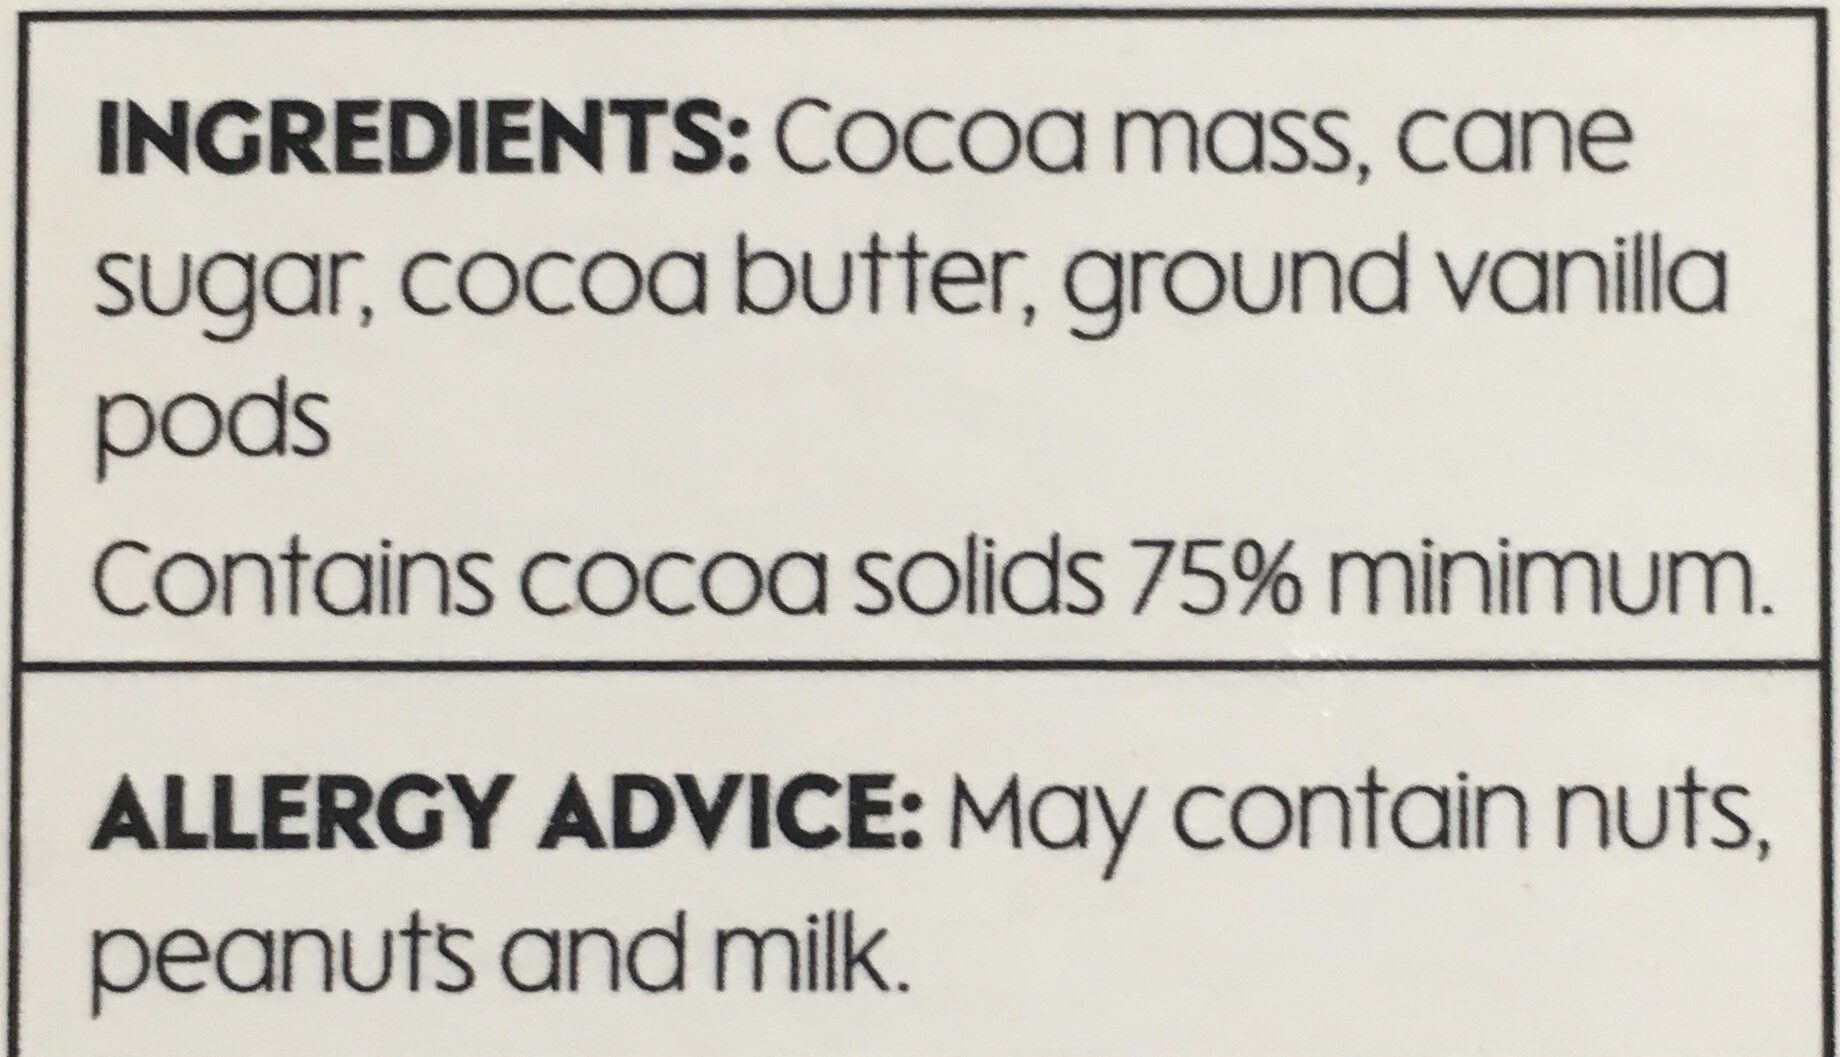 INGREDIENTS: Cocoa mass, cane
sugar, cocoa butter, ground vanilla
pods
Contains cocoa solids 75% minimum.
ALLERGY ADVICE: May contain nuts,
peanuts and milk.